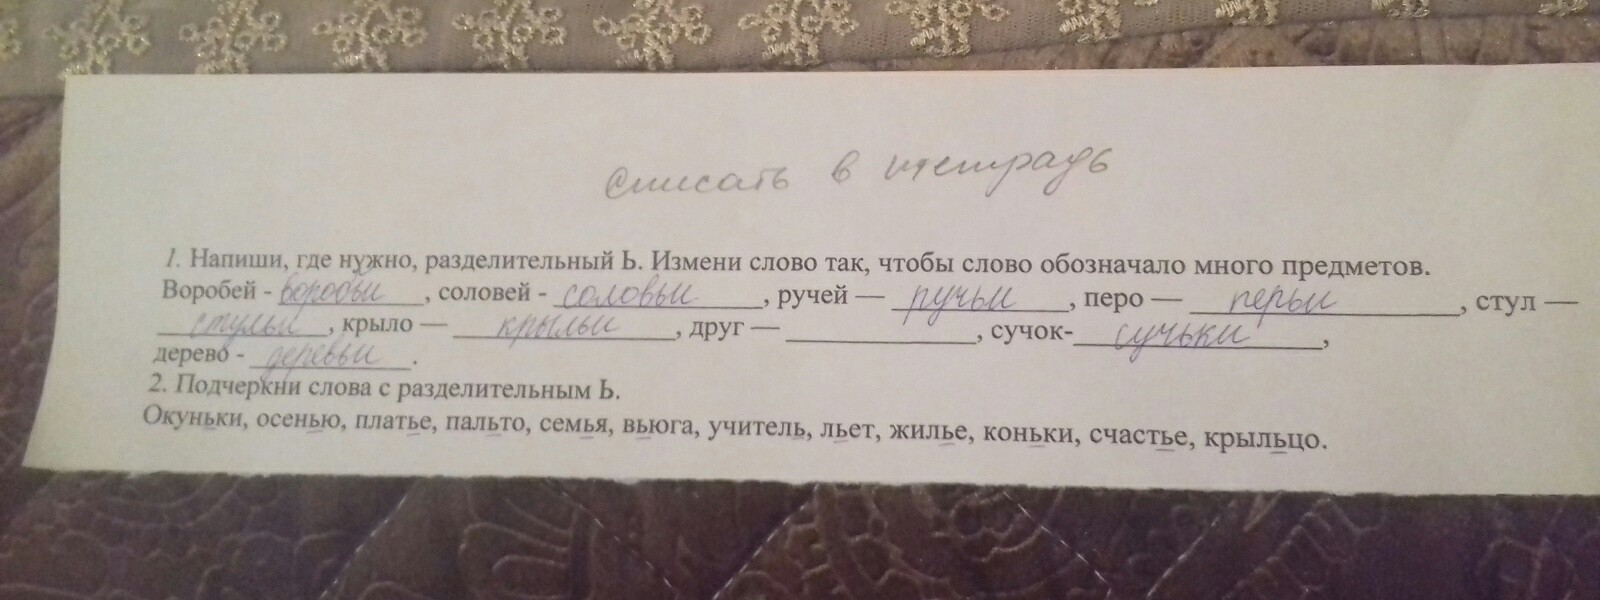 списать в тетрадь
1. Напиши, где нужно, разделительный Ь. Измени слово так, чтобы слово обозначало много предметов.
Воробей - воробьи, соловей - соловьи, ручей — ручьи, перо — перьи, стул —
стульи, крыло — крыльи, друг — ____________, сучок- сучьки,
дерево - деревьи.
2. Подчеркни слова с разделительным Ь.
Окуньки, осенью, платье, пальто, семья, вьюга, учитель, льет, жилье, коньки, счастье, крыльцо.